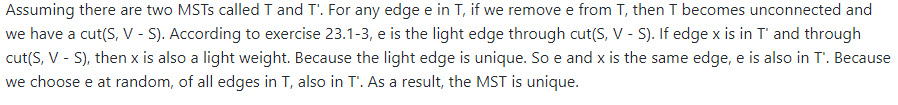 Assuming there are two MSTs called T and T'. For any edge e in T, if we remove e from T, then T becomes unconnected and
we have a cut(S, V - S). According to exercise 23.1-3, e is the light edge through cut(S, V - S). If edge x is in T' and through
cut(S, V - S), then x is also a light weight. Because the light edge is unique. So e and x is the same edge, e is also in T'. Because
we choose e at random, of all edges in T, also in T'. As a result, the MST is unique.